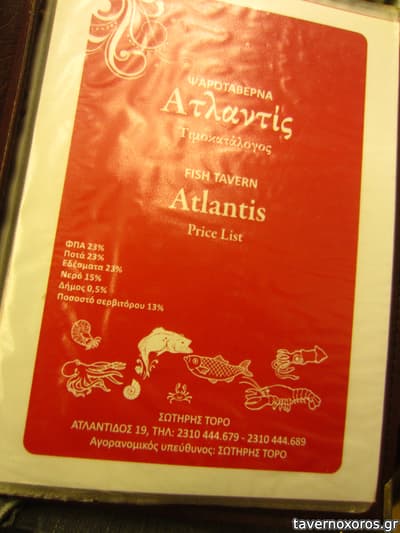 ΨΑΡΟΤΑΒΕΡΝΑ
Ατλαντίς
Τιμοκατάλογος
FISH TAVERN
Atlantis
Price List
ΦΠΑ 23%
Ποτά 23%
Εδέσματα 23%
Νερό 15%
Δήμος 0,5%
Ποσοστό σερβιτόρου 13%
ΣΩΤΗΡΗΣ ΤΟΡΟ
ΑΤΛΑΝΤΙΔΟΣ 19, ΤΗΛ: 2310 444.679 - 2310 444.689
Αγορανομικός υπεύθυνος: ΣΩΤΗΡΗΣ ΤΟΡΟ
tavernoxoros.gr